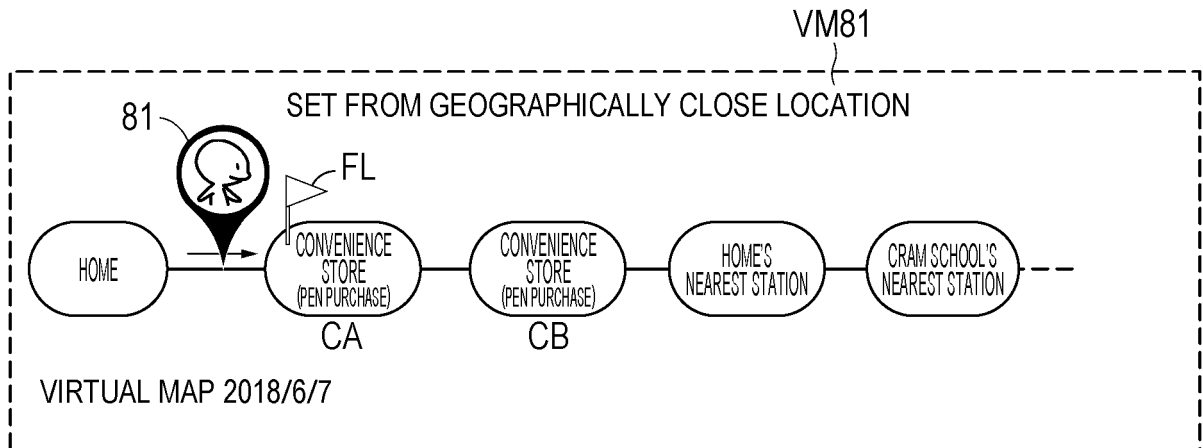 VM81
SET FROM GEOGRAPHICALLY CLOSE LOCATION
81
FL
HOME
CONVENIENCE
STORE
(PEN PURCHASE)
CA
CONVENIENCE
STORE
(PEN PURCHASE)
CB
HOME'S
NEAREST STATION
CRAM SCHOOL'S
NEAREST STATION
VIRTUAL MAP 2018/6/7